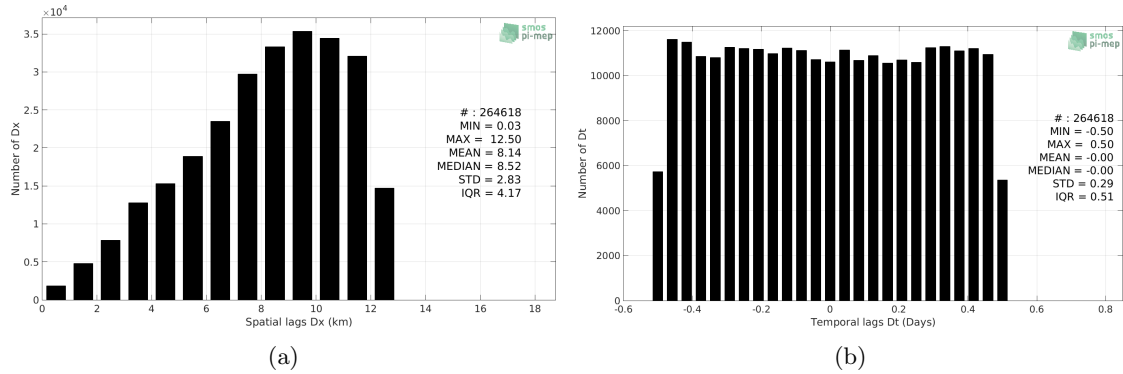 ×10⁴
3.5
3
2.5
2
1.5
1
0.5
0
Number of Dx
smos
pi-mep
# : 264618
MIN = 0.03
MAX = 12.50
MEAN = 8.14
MEDIAN = 8.52
STD = 2.83
IQR = 4.17
0 2 4 6 8 10 12 14 16 18
Spatial lags Dx (km)
(a)
12000
10000
8000
6000
4000
2000
0
Number of Dt
smos
pi-mep
# : 264618
MIN = -0.50
MAX = 0.50
MEAN = -0.00
MEDIAN = -0.00
STD = 0.29
IQR = 0.51
-0.6 -0.4 -0.2 0 0.2 0.4 0.6 0.8
Temporal lags Dt (Days)
(b)